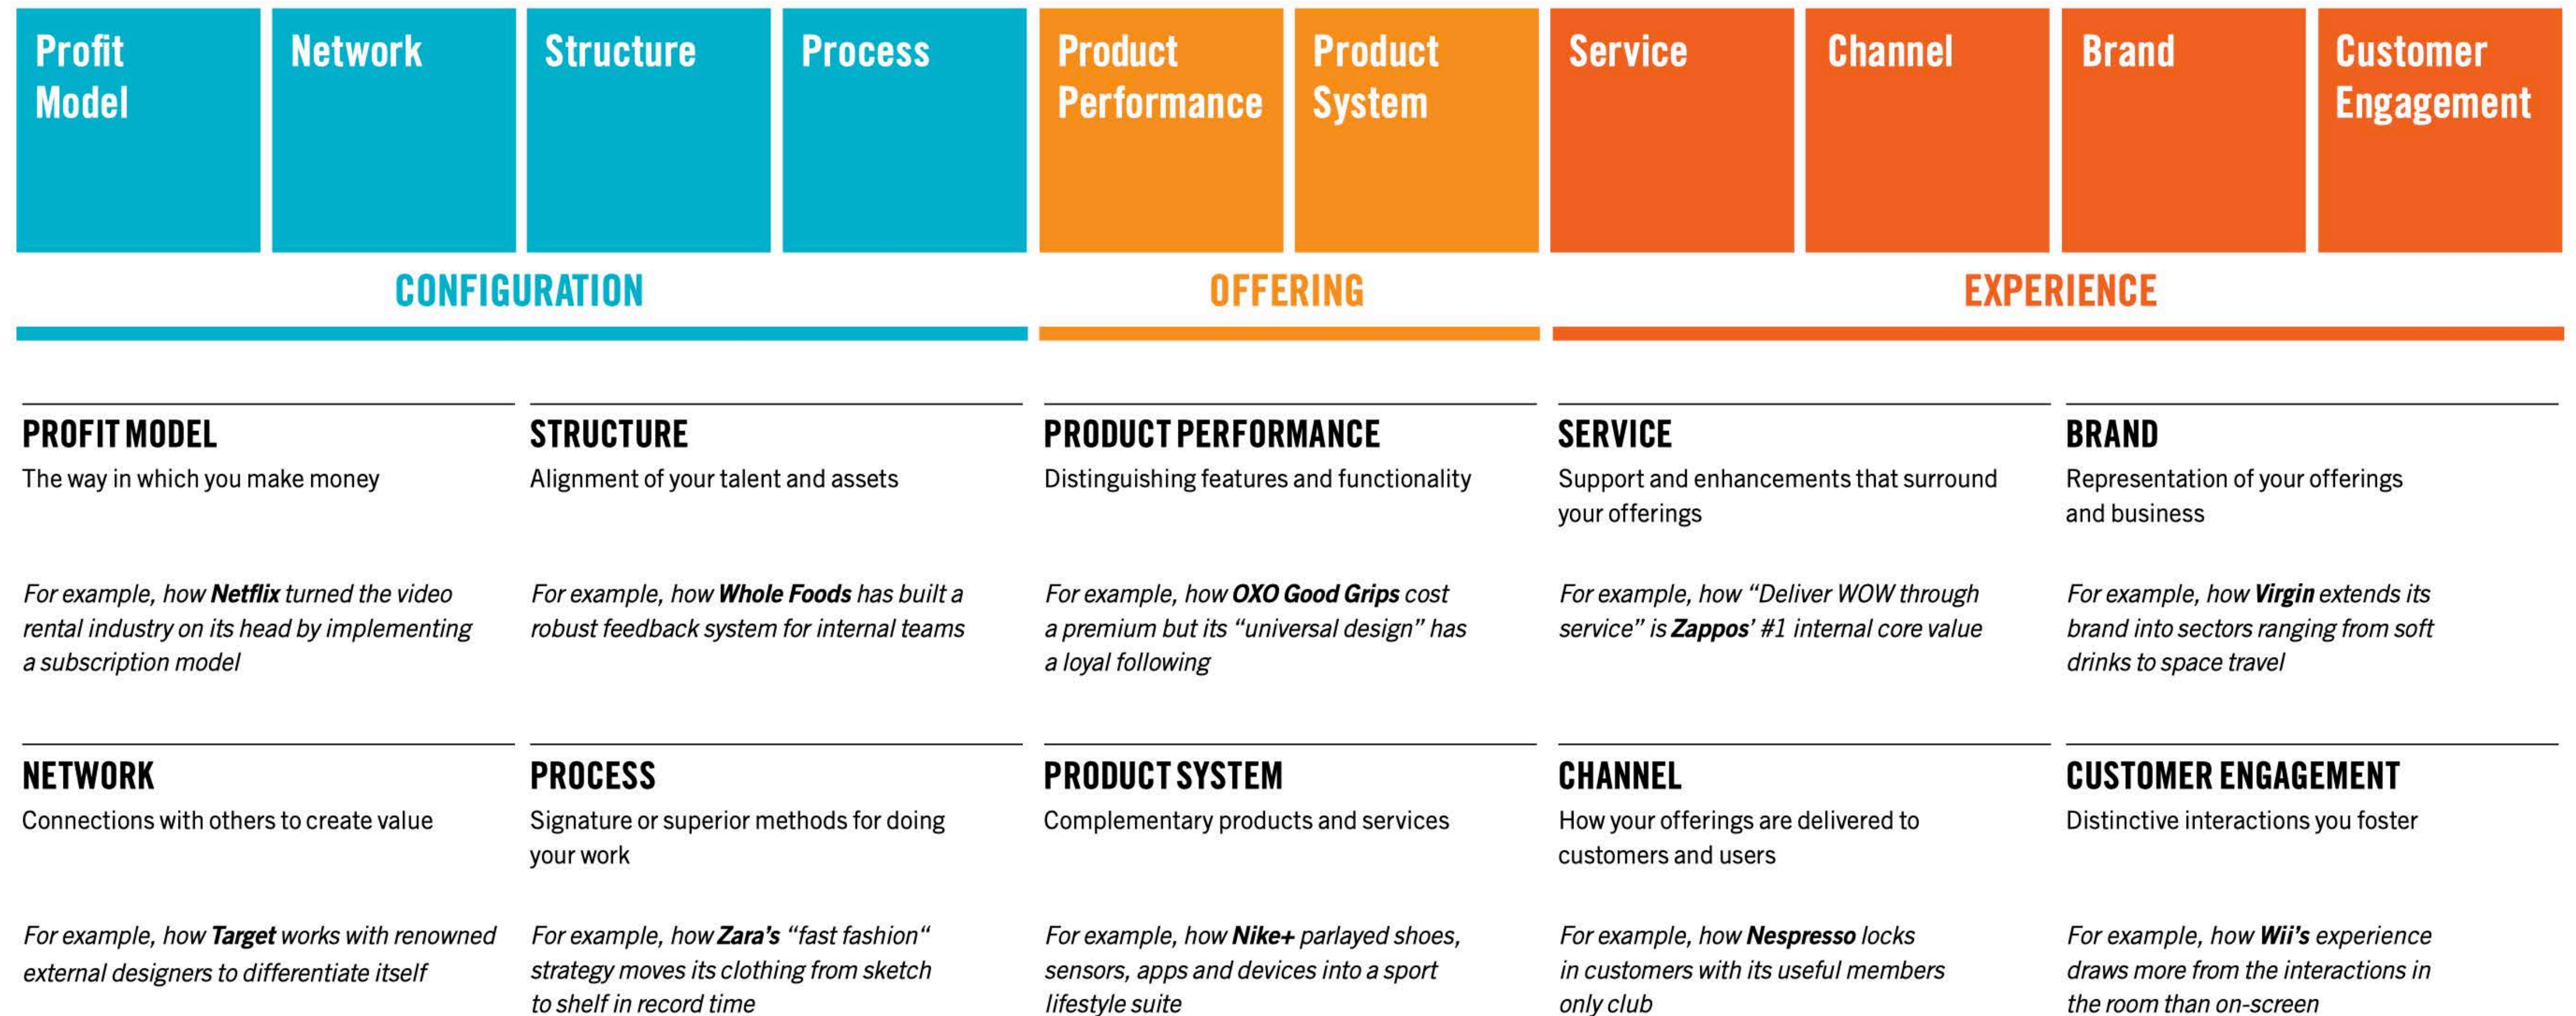 Profit
Model
Network
Structure
Process
Product
Performance
Product
System
Service
Channel
Brand
Customer
Engagement
CONFIGURATION
OFFERING
EXPERIENCE
PROFIT MODEL
The way in which you make money
For example, how Netflix turned the video
rental industry on its head by implementing
a subscription model
STRUCTURE
Alignment of your talent and assets
For example, how Whole Foods has built a
robust feedback system for internal teams
PRODUCT PERFORMANCE
Distinguishing features and functionality
For example, how OXO Good Grips cost
a premium but its “universal design” has
a loyal following
SERVICE
Support and enhancements that surround
your offerings
For example, how “Deliver WOW through
service” is Zappos’ #1 internal core value
BRAND
Representation of your offerings
and business
For example, how Virgin extends its
brand into sectors ranging from soft
drinks to space travel
NETWORK
Connections with others to create value
For example, how Target works with renowned
external designers to differentiate itself
PROCESS
Signature or superior methods for doing
your work
For example, how Zara’s “fast fashion“
strategy moves its clothing from sketch
to shelf in record time
PRODUCT SYSTEM
Complementary products and services
For example, how Nike+ parlayed shoes,
sensors, apps and devices into a sport
lifestyle suite
CHANNEL
How your offerings are delivered to
customers and users
For example, how Nespresso locks
in customers with its useful members
only club
CUSTOMER ENGAGEMENT
Distinctive interactions you foster
For example, how Wii’s experience
draws more from the interactions in
the room than on-screen